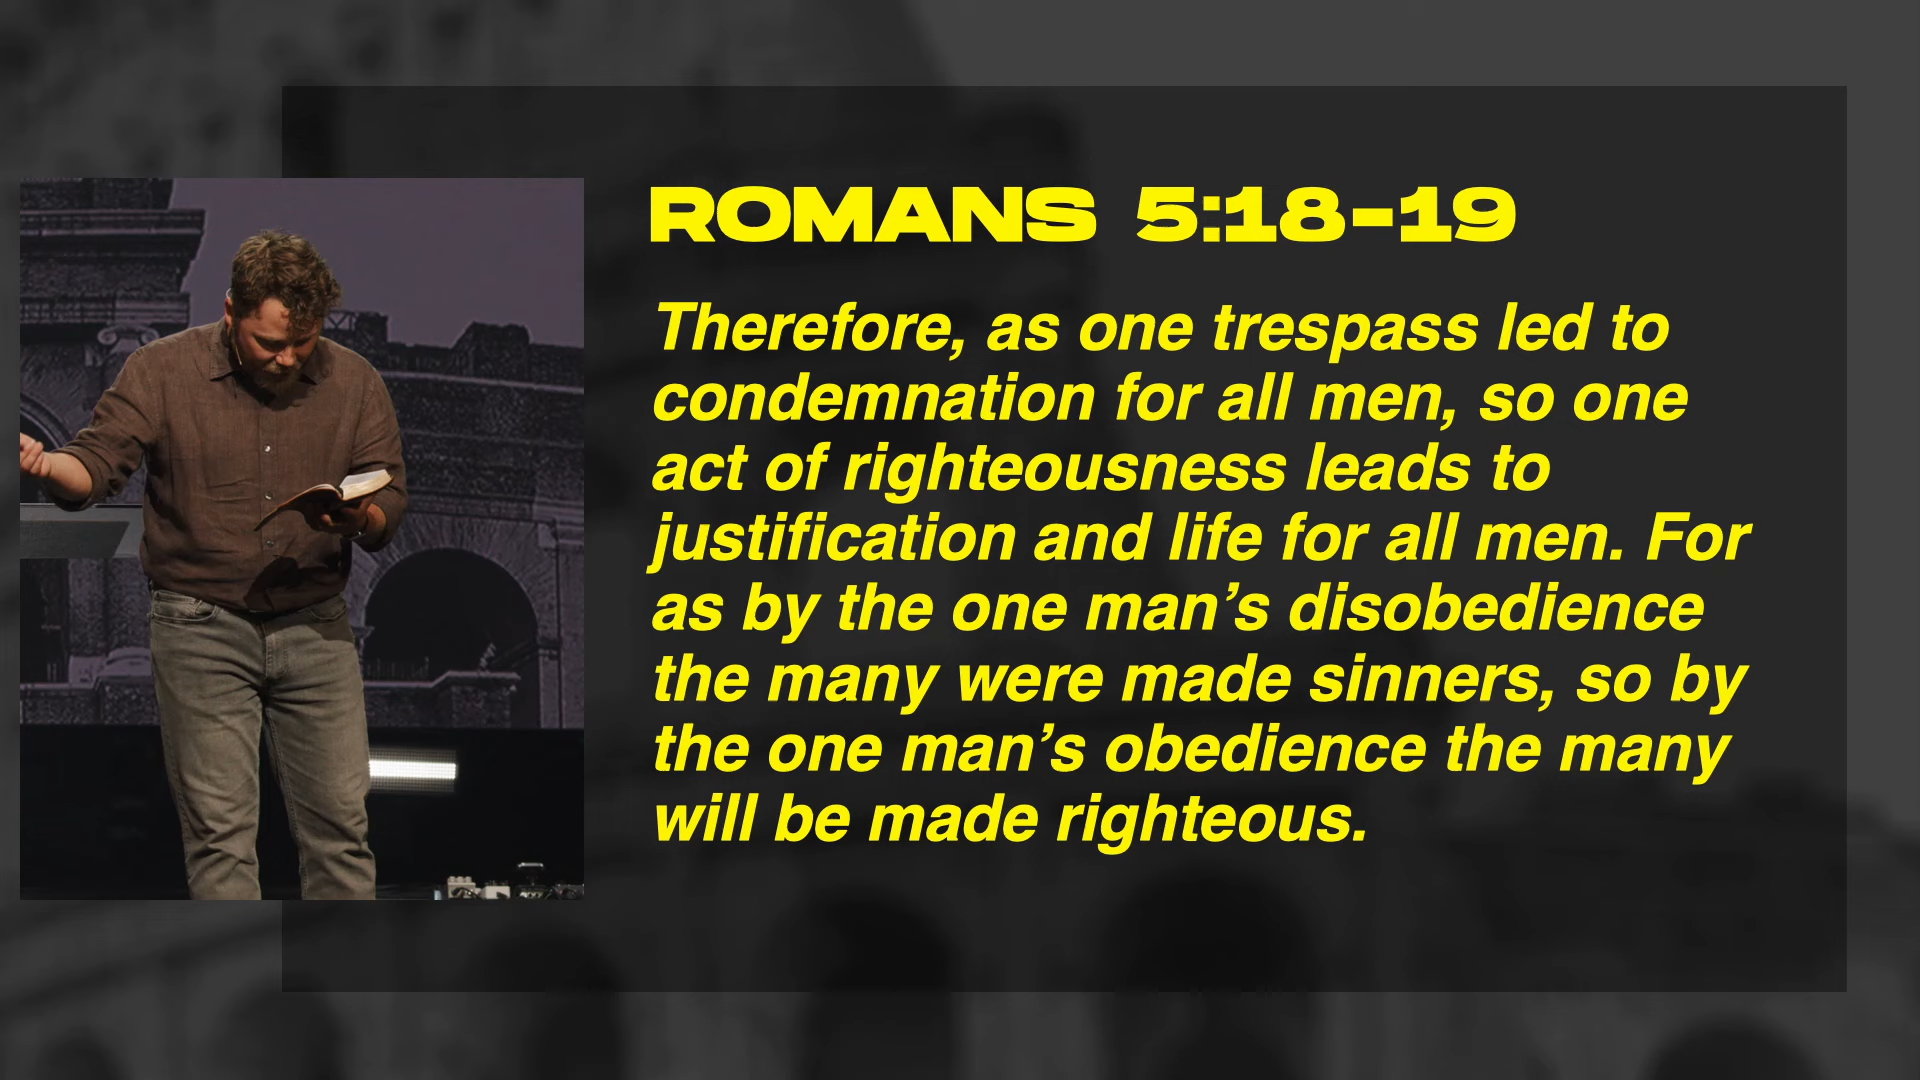 ROMANS 5:18-19
Therefore, as one trespass led to
condemnation for all men, so one
act of righteousness leads to
justification and life for all men. For
as by the one man’s disobedience
the many were made sinners, so by
the one man’s obedience the many
will be made righteous.